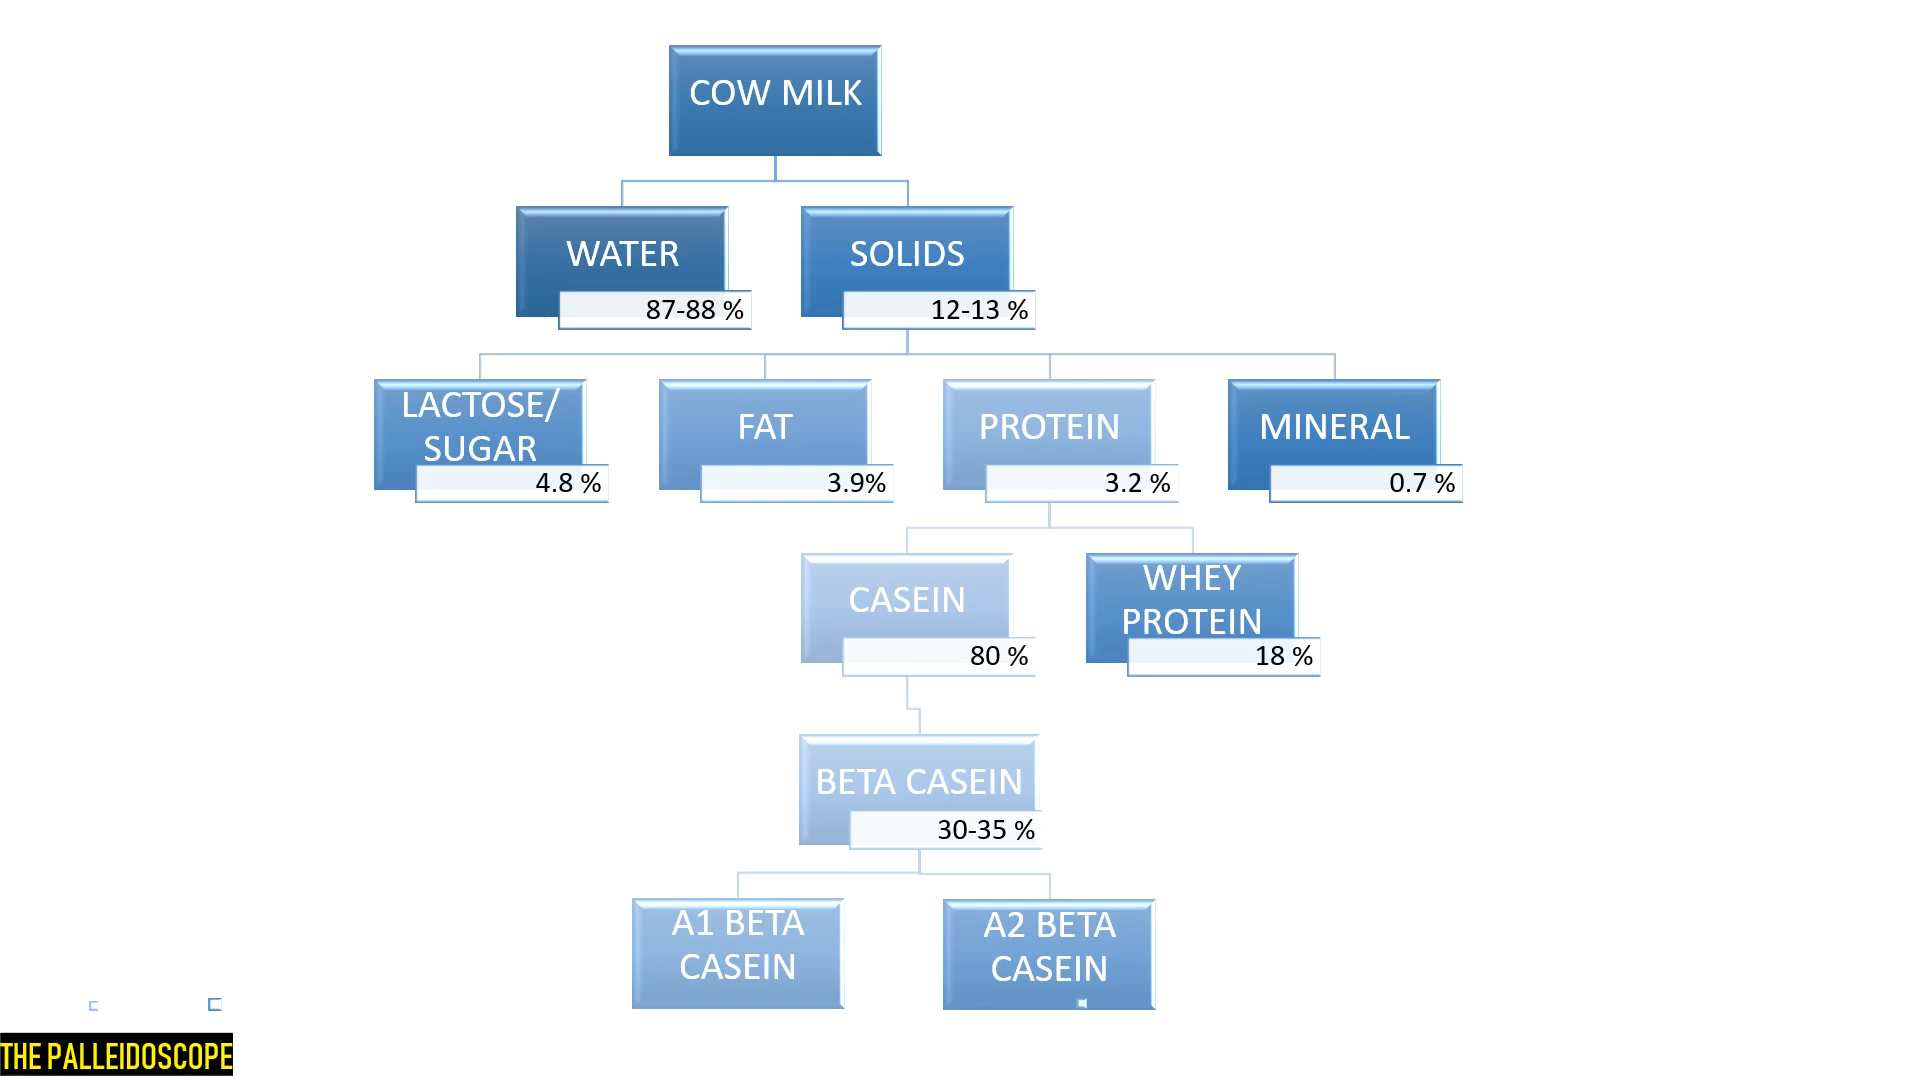 COW MILK
WATER
87-88 %
SOLIDS
12-13 %
LACTOSE/
SUGAR
4.8 %
FAT
3.9%
PROTEIN
3.2 %
MINERAL
0.7 %
CASEIN
80 %
WHEY
PROTEIN
18 %
BETA CASEIN
30-35 %
A1 BETA
CASEIN
A2 BETA
CASEIN
THE PALLEIDOSCOPE